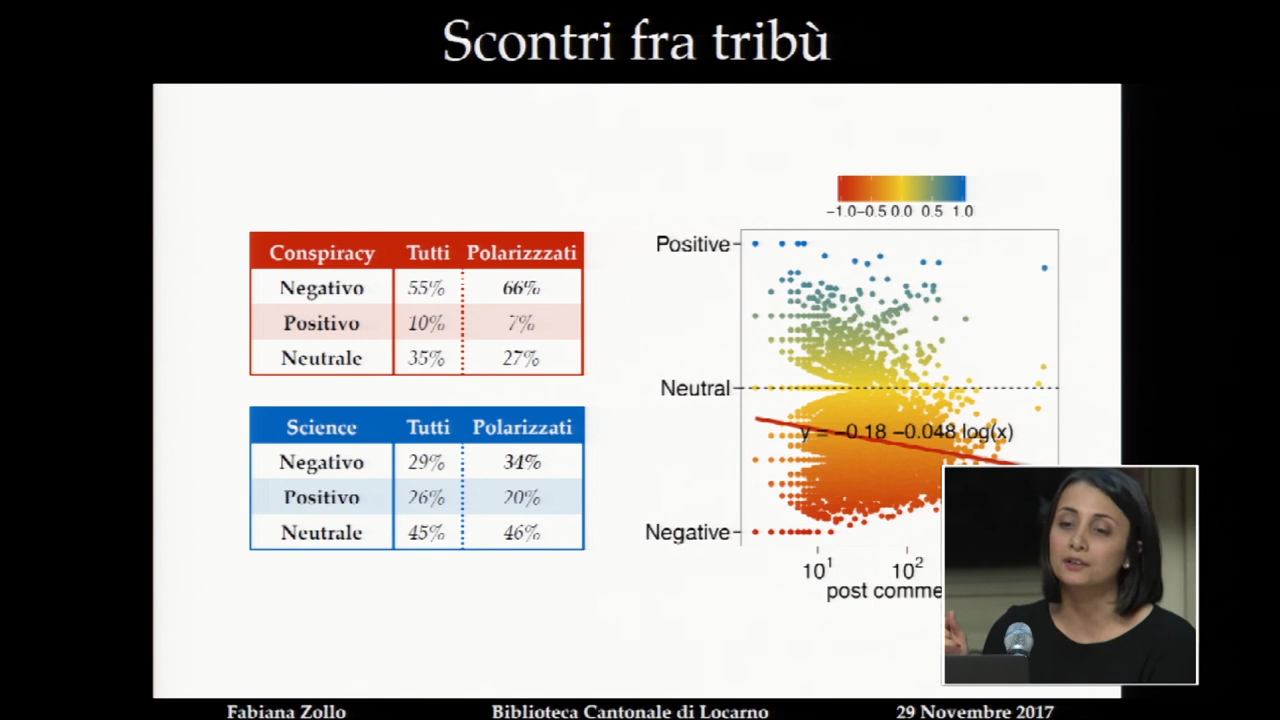 Scontri fra tribù
Conspiracy Tutti Polarizzzati
Negativo 55% 66%
Positivo 10% 7%
Neutrale 35% 27%
Science Tutti Polarizzati
Negativo 29% 34%
Positivo 26% 20%
Neutrale 45% 46%
−1.0 −0.5 0.0 0.5 1.0
Positive
Neutral
y = −0.18 −0.048 log(x)
Negative
10¹ 10²
post comme
Fabiana Zollo Biblioteca Cantonale di Locarno 29 Novembre 2017